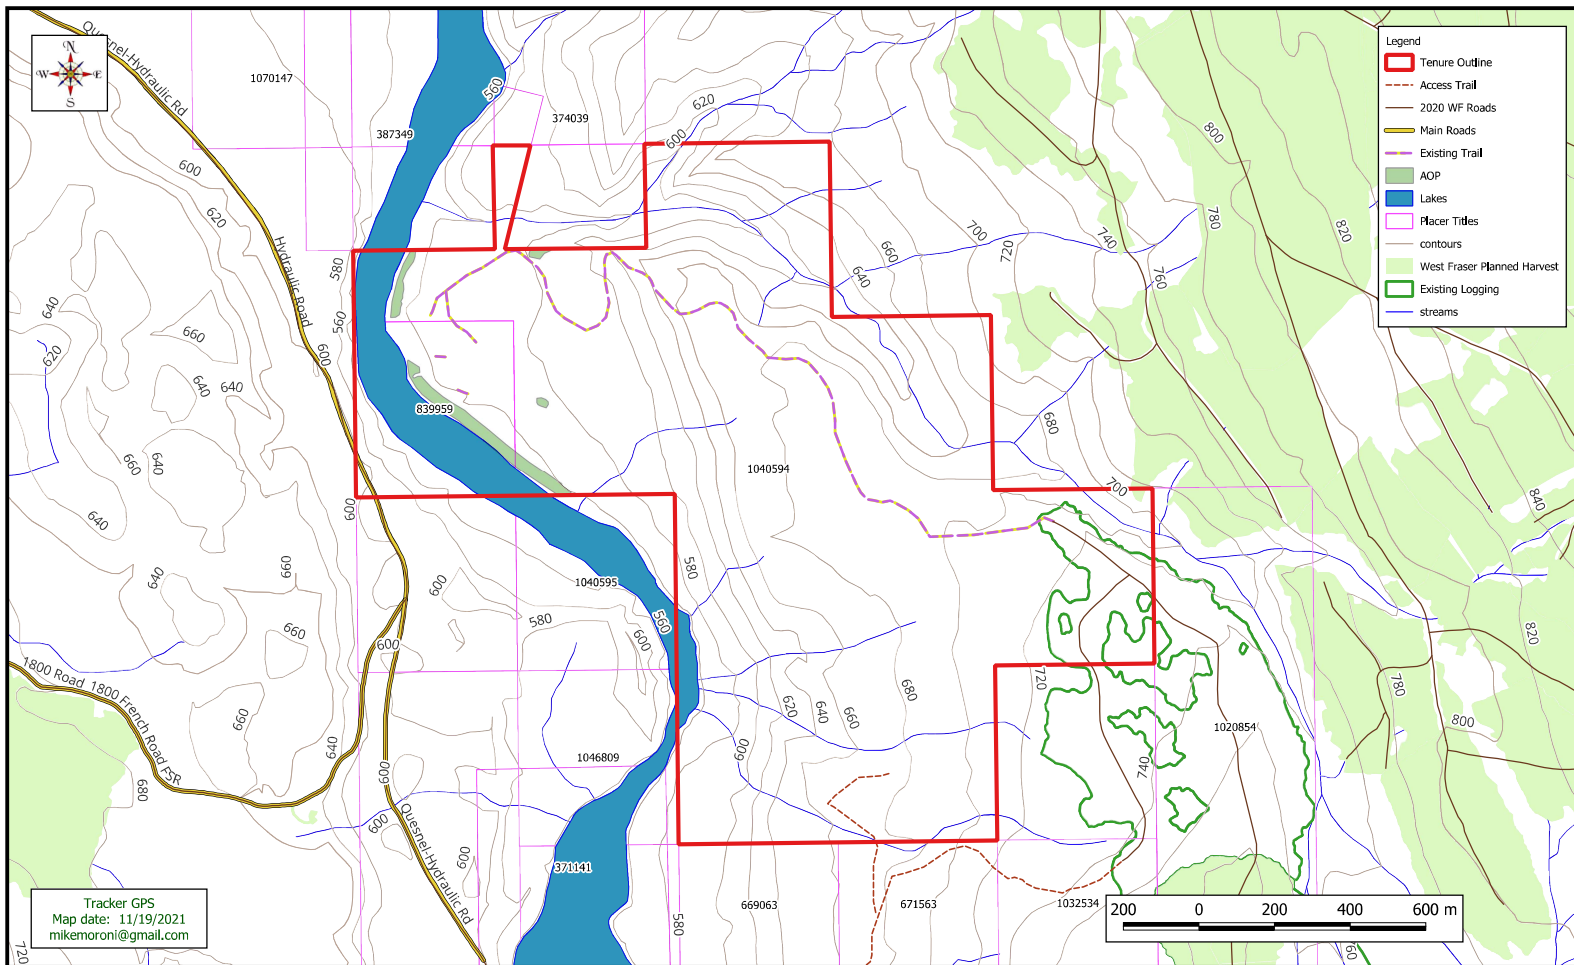 Quesnel-Hydraulic Rd
N
W
E
S
1070147
387349
560
374039
620
600
600
620
Hydraulic Road
580
560
600
640
620
660
640
640
660
640
640
660
640
660
600
839959
1040594
640
660
700
720
740
760
780
800
820
840
680
700
580
1040595
560
580
600
600
600
660
640
1800 Road
1800 French Road FSR
680
640
600
600
600
Quesnel-Hydraulic Rd
1046809
371141
580
600
620
640
660
680
720
740
1020854
780
800
820
669063
671563
1032534
760
720
Legend
Tenure Outline
Access Trail
2020 WF Roads
Main Roads
Existing Trail
AOP
Lakes
Placer Titles
contours
West Fraser Planned Harvest
Existing Logging
streams
Tracker GPS
Map date: 11/19/2021
mikemoroni@gmail.com
200 0 200 400 600 m